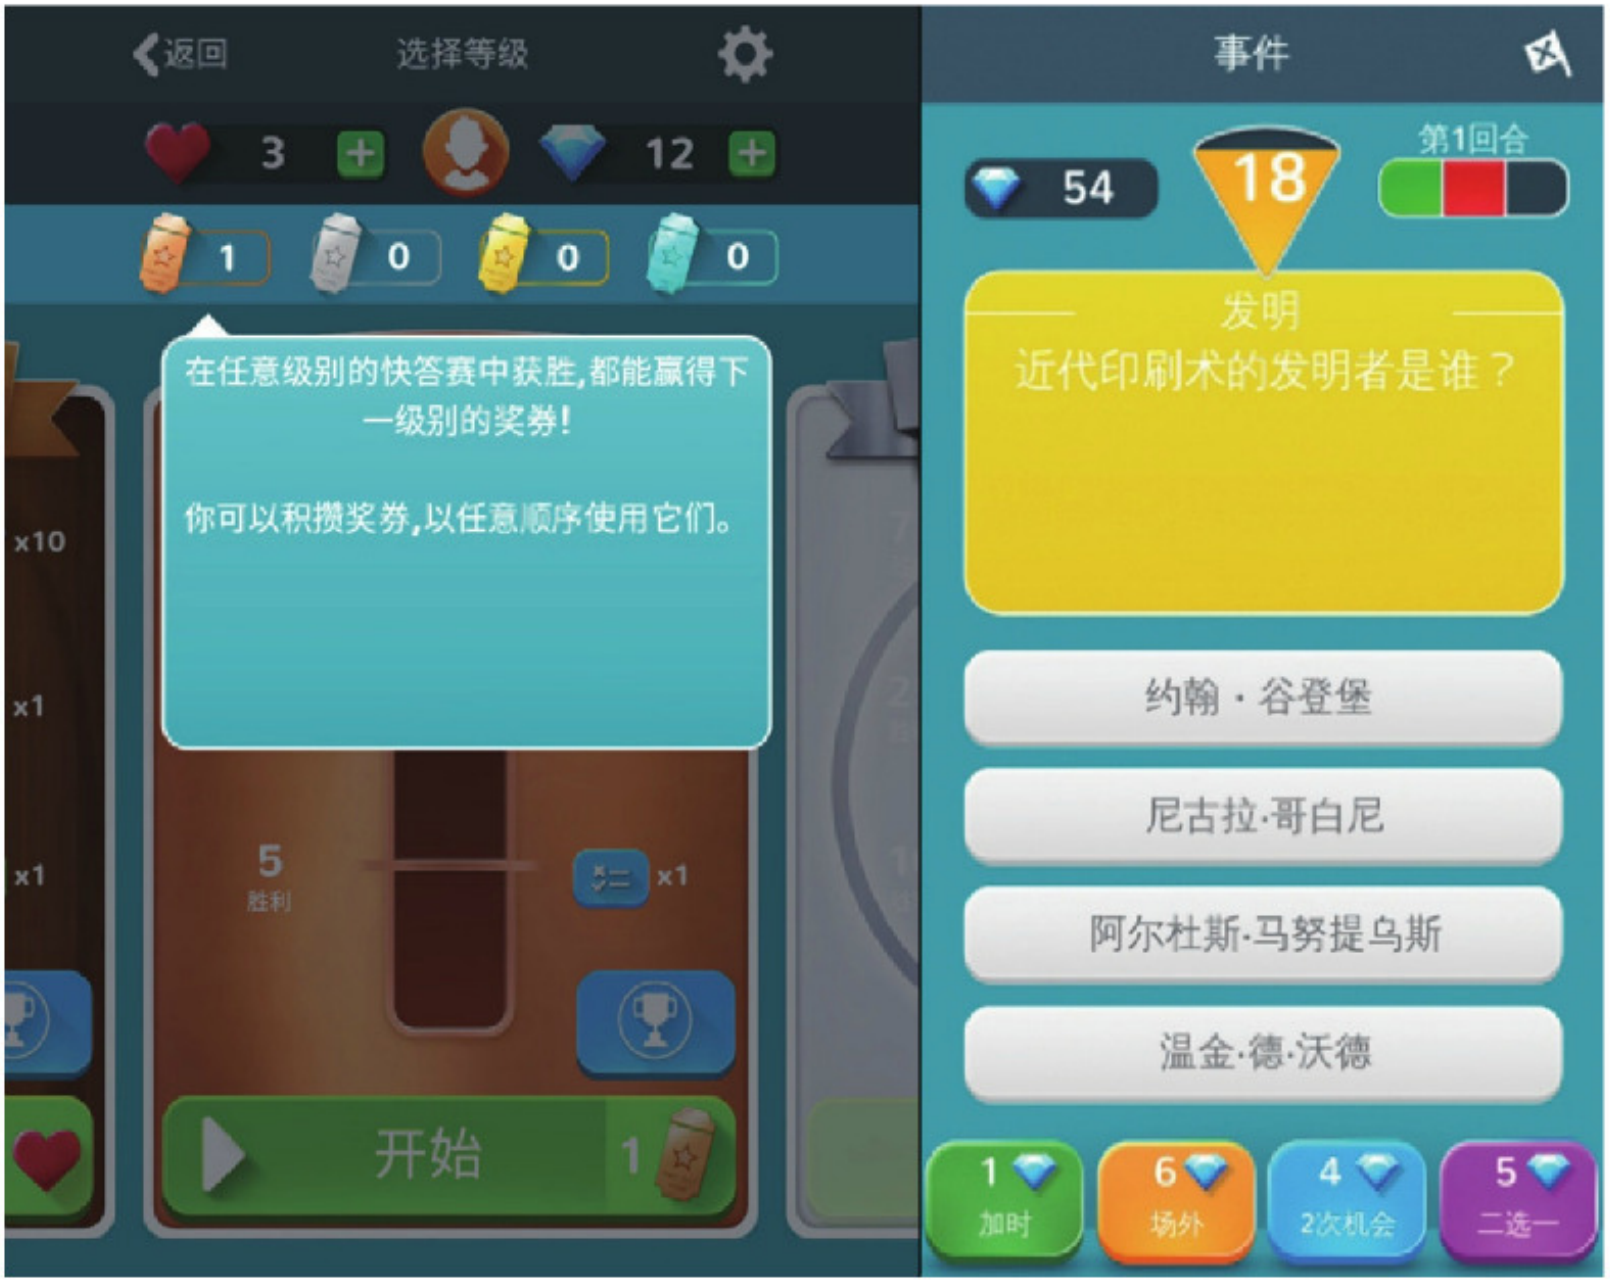 返回
选择等级
3
12
1
0
0
0
在任意级别的快答赛中获胜,都能赢得下
一级别的奖券!
你可以积攒奖券,以任意顺序使用它们。
x10
x1
x1
5
胜利
x1
开始
1
事件
54
18
第1回合
发明
近代印刷术的发明者是谁？
约翰·谷登堡
尼古拉·哥白尼
阿尔杜斯·马努提乌斯
温金·德·沃德
1
加时
6
场外
4
2次机会
5
二选一